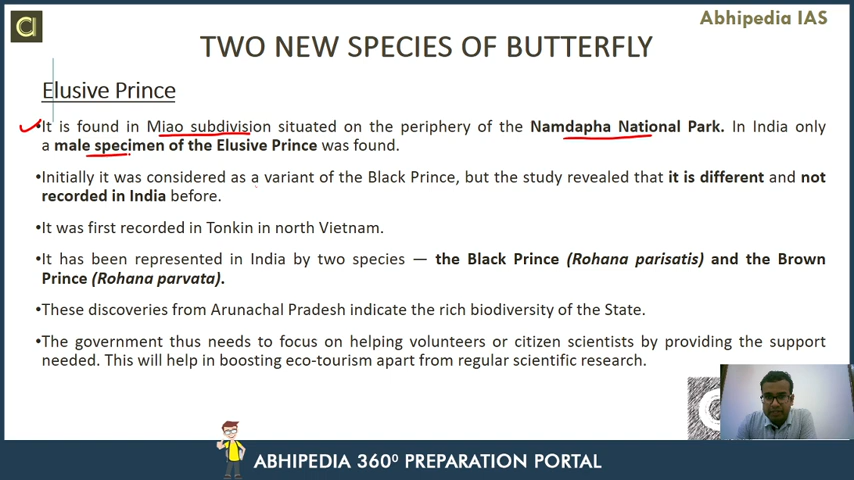 Abhipedia IAS
TWO NEW SPECIES OF BUTTERFLY
Elusive Prince
•It is found in Miao subdivision situated on the periphery of the Namdapha National Park. In India only
a male specimen of the Elusive Prince was found.
•Initially it was considered as a variant of the Black Prince, but the study revealed that it is different and not
recorded in India before.
•It was first recorded in Tonkin in north Vietnam.
•It has been represented in India by two species — the Black Prince (Rohana parisatis) and the Brown
Prince (Rohana parvata).
•These discoveries from Arunachal Pradesh indicate the rich biodiversity of the State.
•The government thus needs to focus on helping volunteers or citizen scientists by providing the support
needed. This will help in boosting eco-tourism apart from regular scientific research.
ABHIPEDIA 360⁰ PREPARATION PORTAL